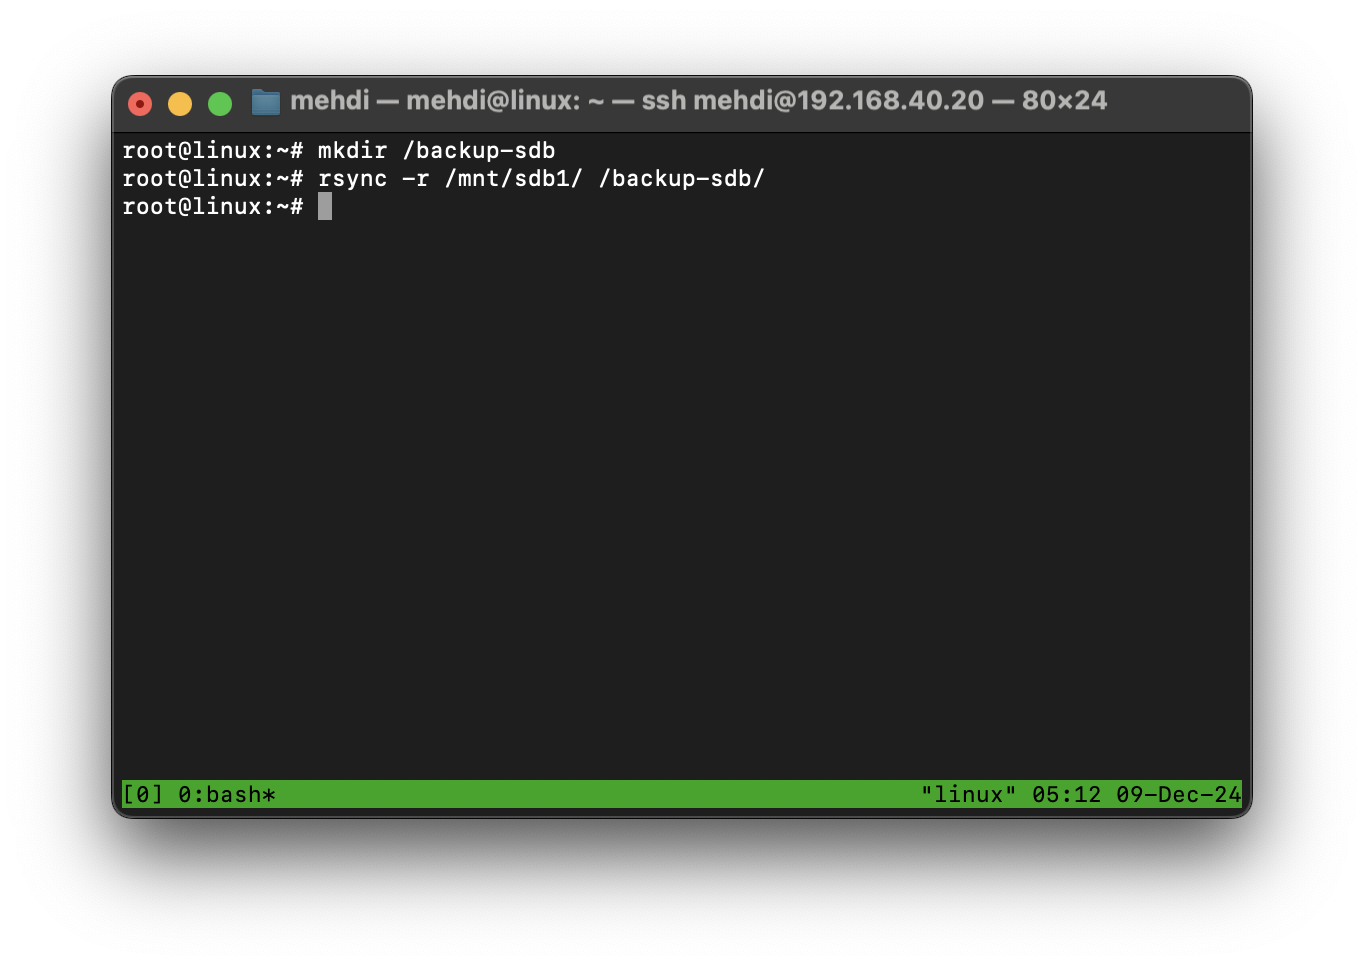 mehdi — mehdi@linux: ~ — ssh mehdi@192.168.40.20 — 80×24
root@linux:~# mkdir /backup-sdb
root@linux:~# rsync -r /mnt/sdb1/ /backup-sdb/
root@linux:~#
[0] 0:bash* "linux" 05:12 09-Dec-24